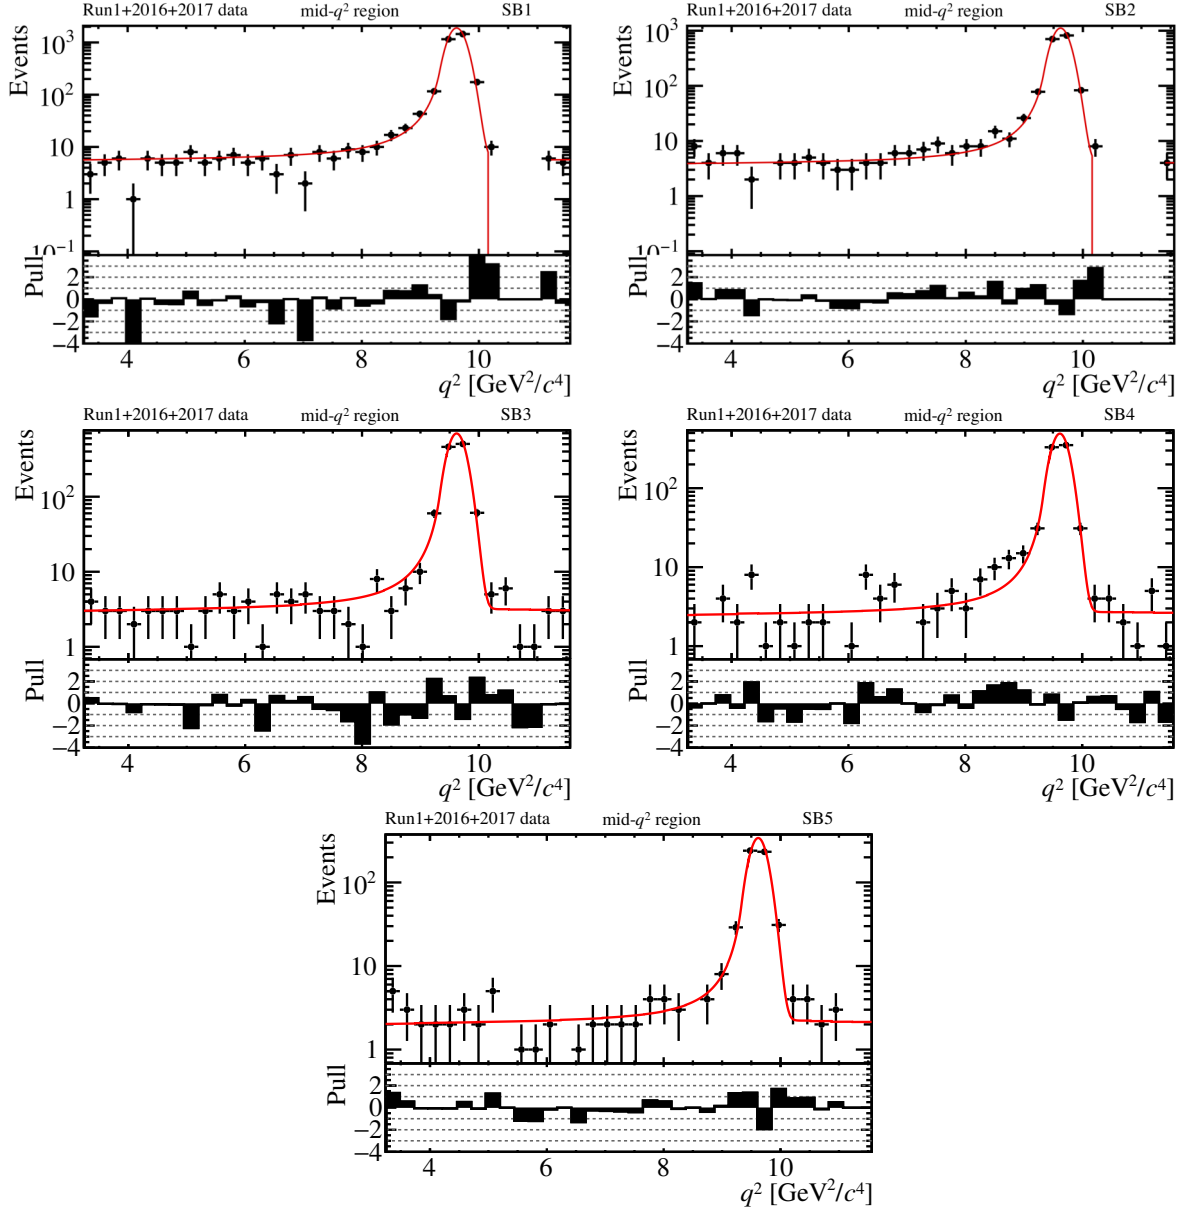 Run1+2016+2017 data mid-q² region SB1
Events
10³
10²
10
1
10⁻¹
Pull
2
0
−2
−4
4 6 8 10
q² [GeV²/c⁴]
Run1+2016+2017 data mid-q² region SB2
Events
10³
10²
10
1
10⁻¹
Pull
2
0
−2
−4
4 6 8 10
q² [GeV²/c⁴]
Run1+2016+2017 data mid-q² region SB3
Events
10²
10
1
Pull
2
0
−2
−4
4 6 8 10
q² [GeV²/c⁴]
Run1+2016+2017 data mid-q² region SB4
Events
10²
10
1
Pull
2
0
−2
−4
4 6 8 10
q² [GeV²/c⁴]
Run1+2016+2017 data mid-q² region SB5
Events
10²
10
1
Pull
2
0
−2
−4
4 6 8 10
q² [GeV²/c⁴]